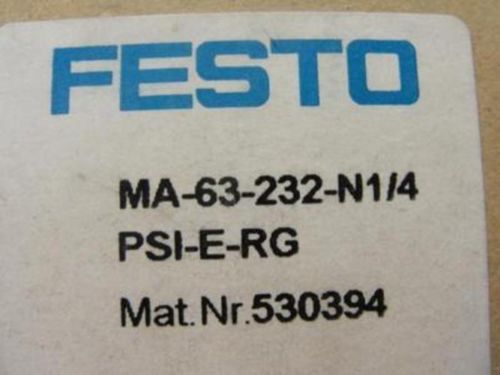 FESTO
MA-63-232-N1/4
PSI-E-RG
Mat.Nr.530394